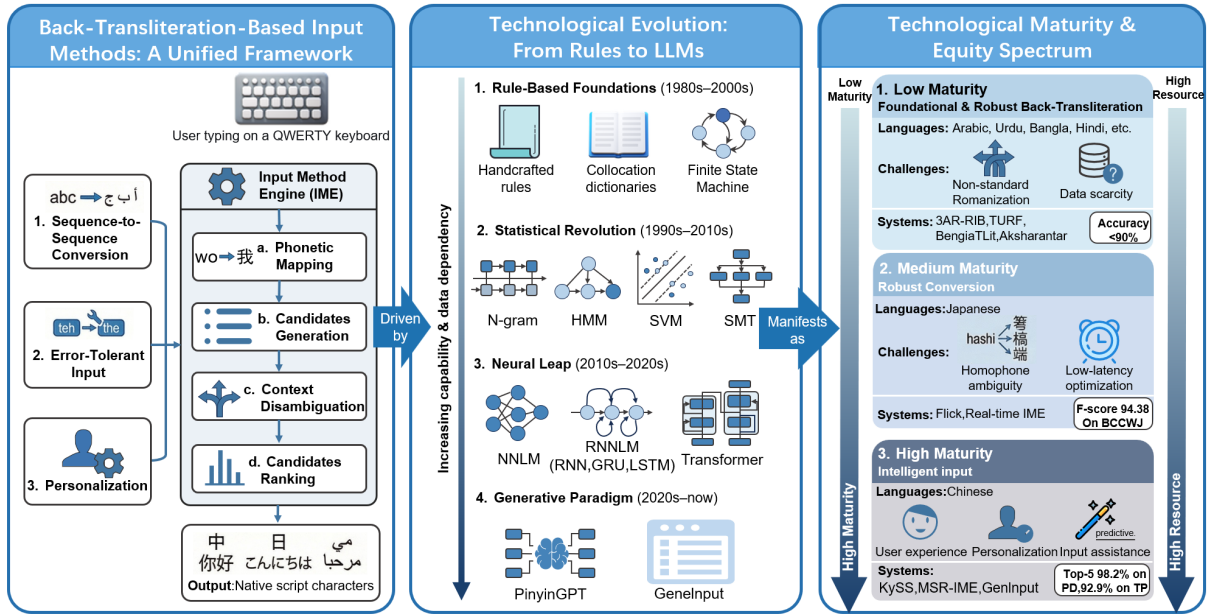 Back-Transliteration-Based Input
Methods: A Unified Framework
User typing on a QWERTY keyboard
abc أ ب ج
1. Sequence-to-
Sequence
Conversion
teh the
2. Error-Tolerant
Input
3. Personalization
Input Method
Engine (IME)
wo 我
a. Phonetic
Mapping
b. Candidates
Generation
c. Context
Disambiguation
d. Candidates
Ranking
中 日 مي
你好 こんにちは مرحبا
Output:Native script characters
Driven
by
Technological Evolution:
From Rules to LLMs
Increasing capability & data dependency
1. Rule-Based Foundations (1980s–2000s)
Handcrafted
rules
Collocation
dictionaries
Finite State
Machine
2. Statistical Revolution (1990s–2010s)
N-gram
HMM
SVM
SMT
3. Neural Leap (2010s–2020s)
NNLM
RNNLM
(RNN,GRU,LSTM)
Transformer
4. Generative Paradigm (2020s–now)
PinyinGPT
GeneInput
Manifests
as
Technological Maturity &
Equity Spectrum
Low
Maturity
High
Resource
High Maturity
High Resource
1. Low Maturity
Foundational & Robust Back-Transliteration
Languages: Arabic, Urdu, Bangla, Hindi, etc.
Challenges:
Non-standard
Romanization
?
Data scarcity
Systems: 3AR-RIB,TURF,
BengiaTLit,Aksharantar
Accuracy
<90%
2. Medium Maturity
Robust Conversion
Languages:Japanese
Challenges:
hashi
箸
槁
端
Homophone
ambiguity
Low-latency
optimization
Systems: Flick,Real-time IME
F-score 94.38
On BCCWJ
3. High Maturity
Intelligent input
Languages:Chinese
predictive.
User experience
Personalization
Input assistance
Systems:
KySS,MSR-IME,GenInput
Top-5 98.2% on
PD,92.9% on TP